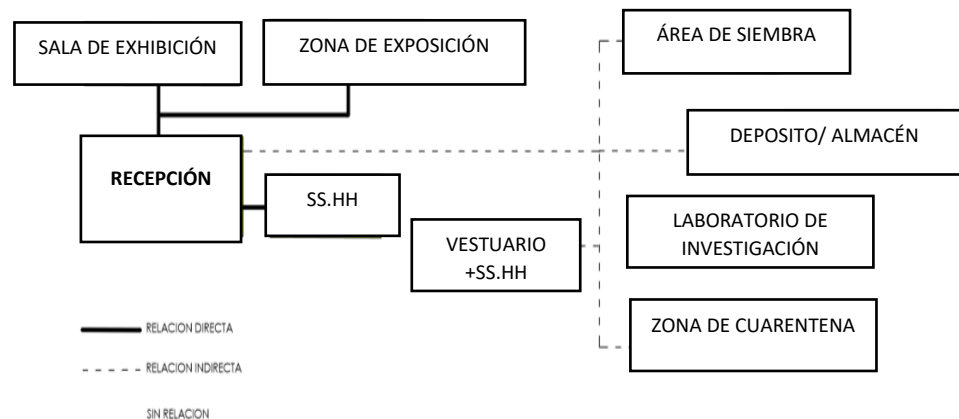 SALA DE EXHIBICIÓN
ZONA DE EXPOSICIÓN
ÁREA DE SIEMBRA
DEPOSITO/ ALMACÉN
RECEPCIÓN
SS.HH
LABORATORIO DE
INVESTIGACIÓN
VESTUARIO
+SS.HH
ZONA DE CUARENTENA
RELACION DIRECTA
RELACION INDIRECTA
SIN RELACION